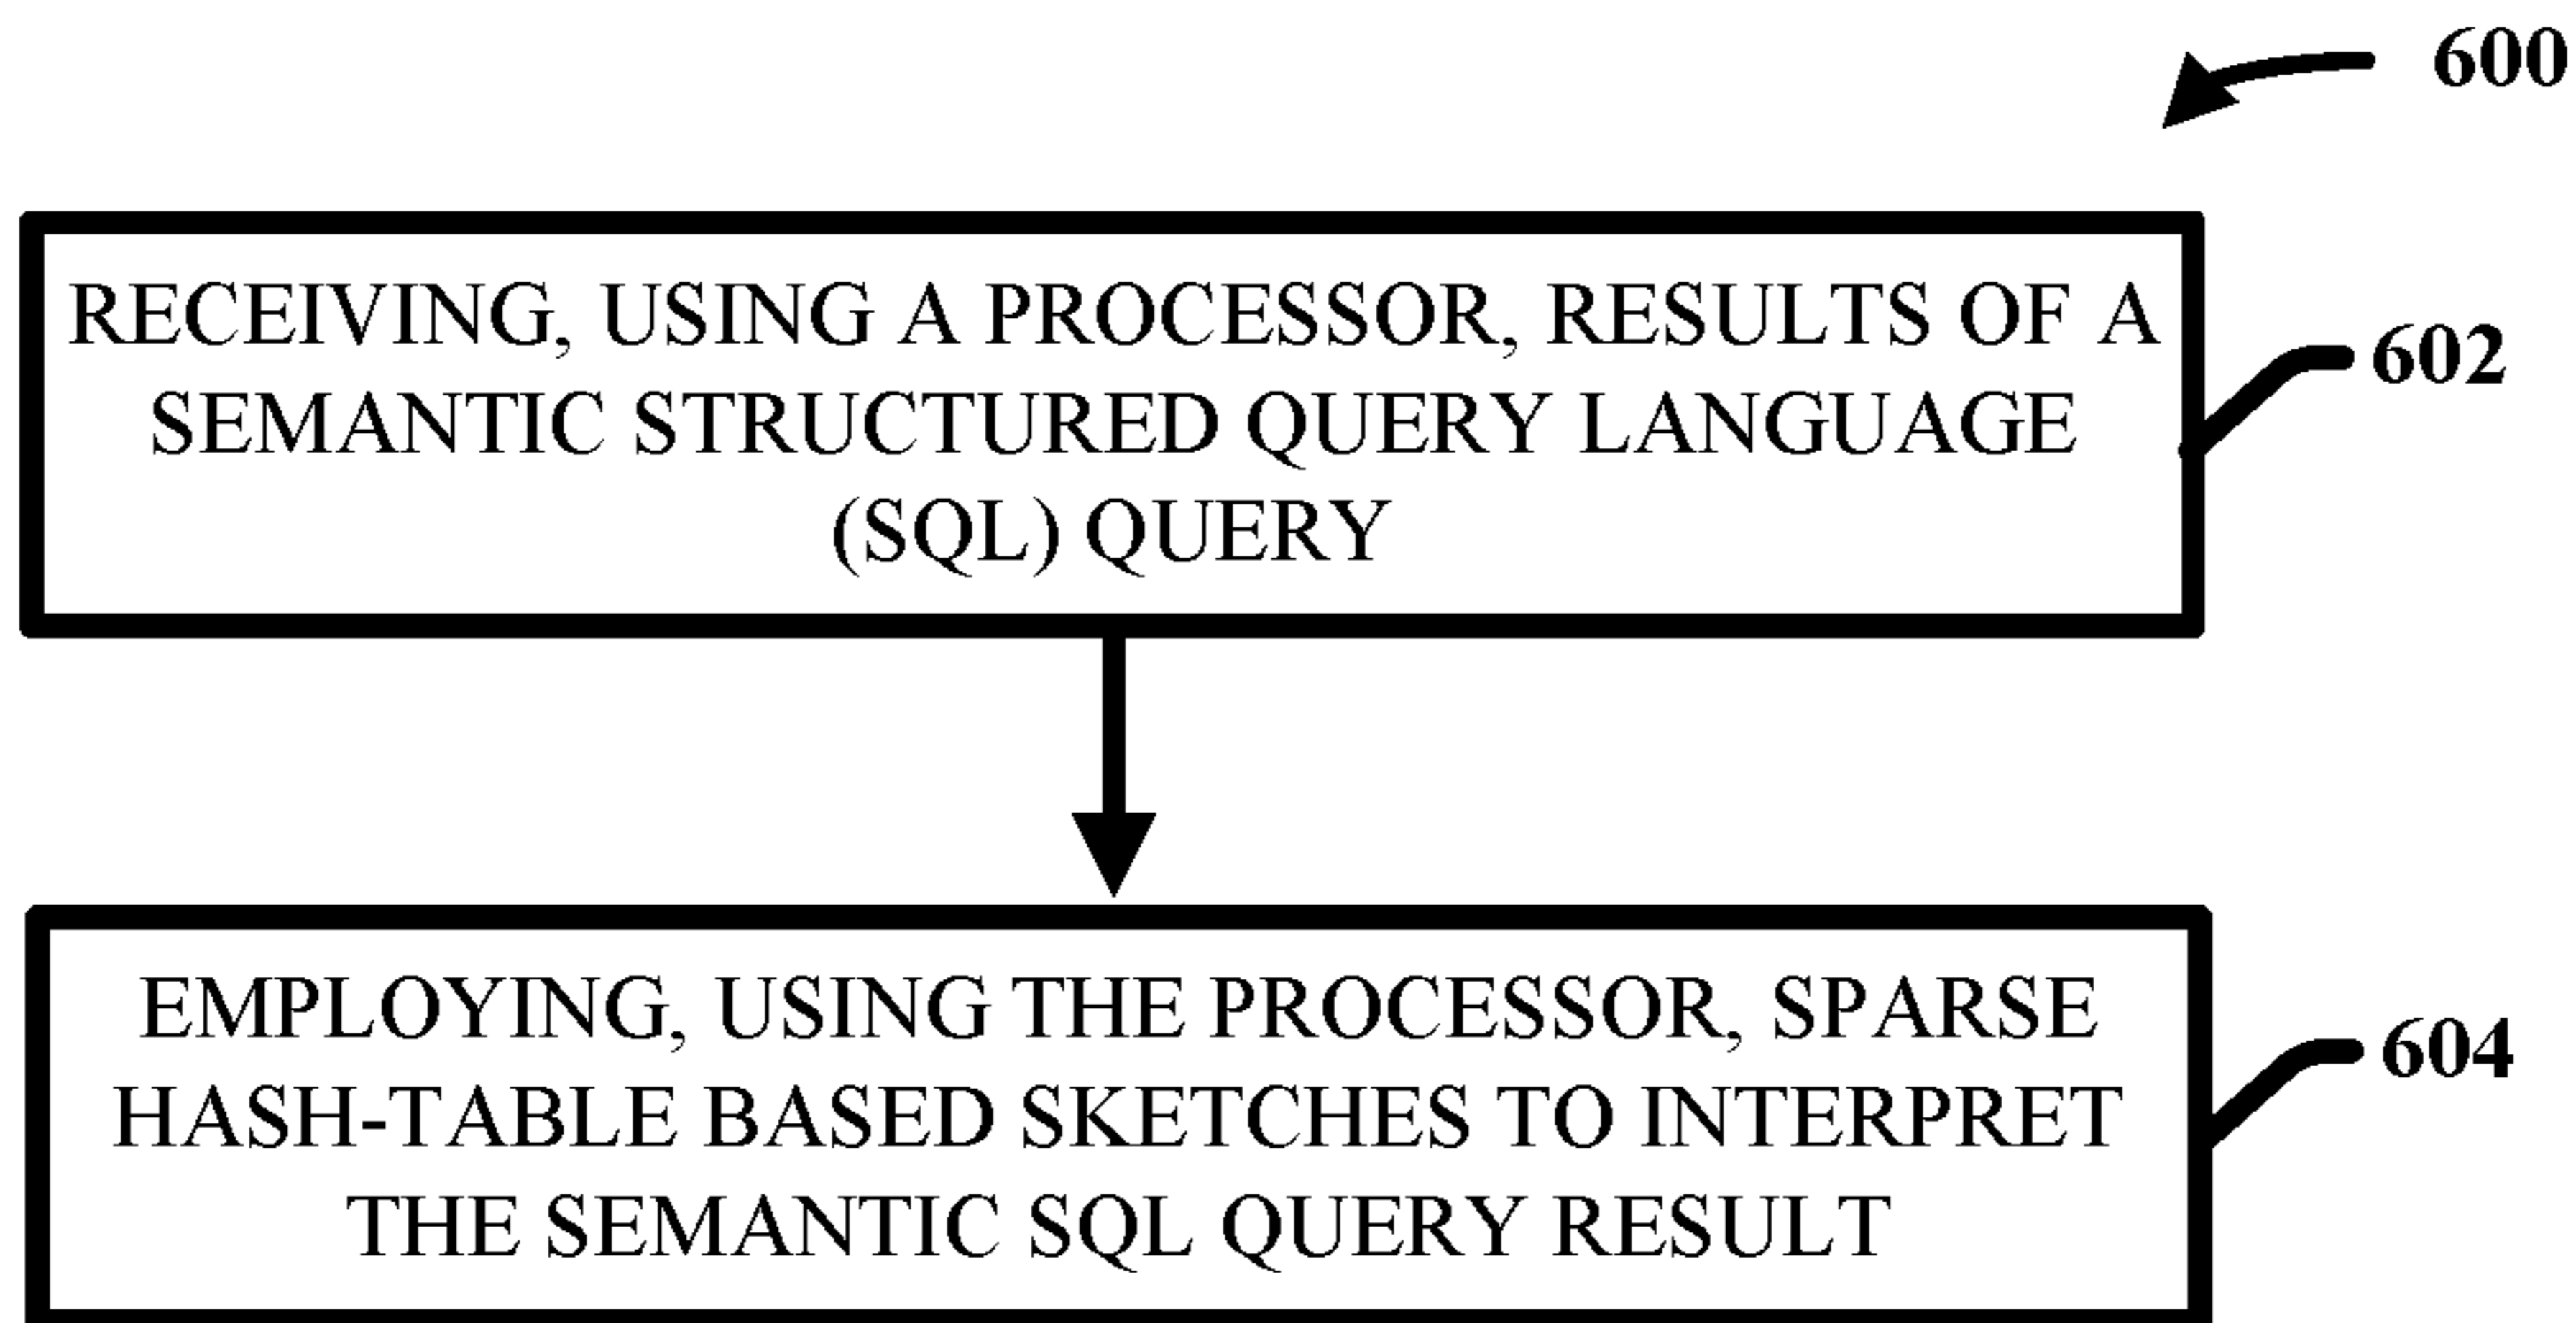 600
RECEIVING, USING A PROCESSOR, RESULTS OF A
SEMANTIC STRUCTURED QUERY LANGUAGE
(SQL) QUERY
602
EMPLOYING, USING THE PROCESSOR, SPARSE
HASH-TABLE BASED SKETCHES TO INTERPRET
THE SEMANTIC SQL QUERY RESULT
604